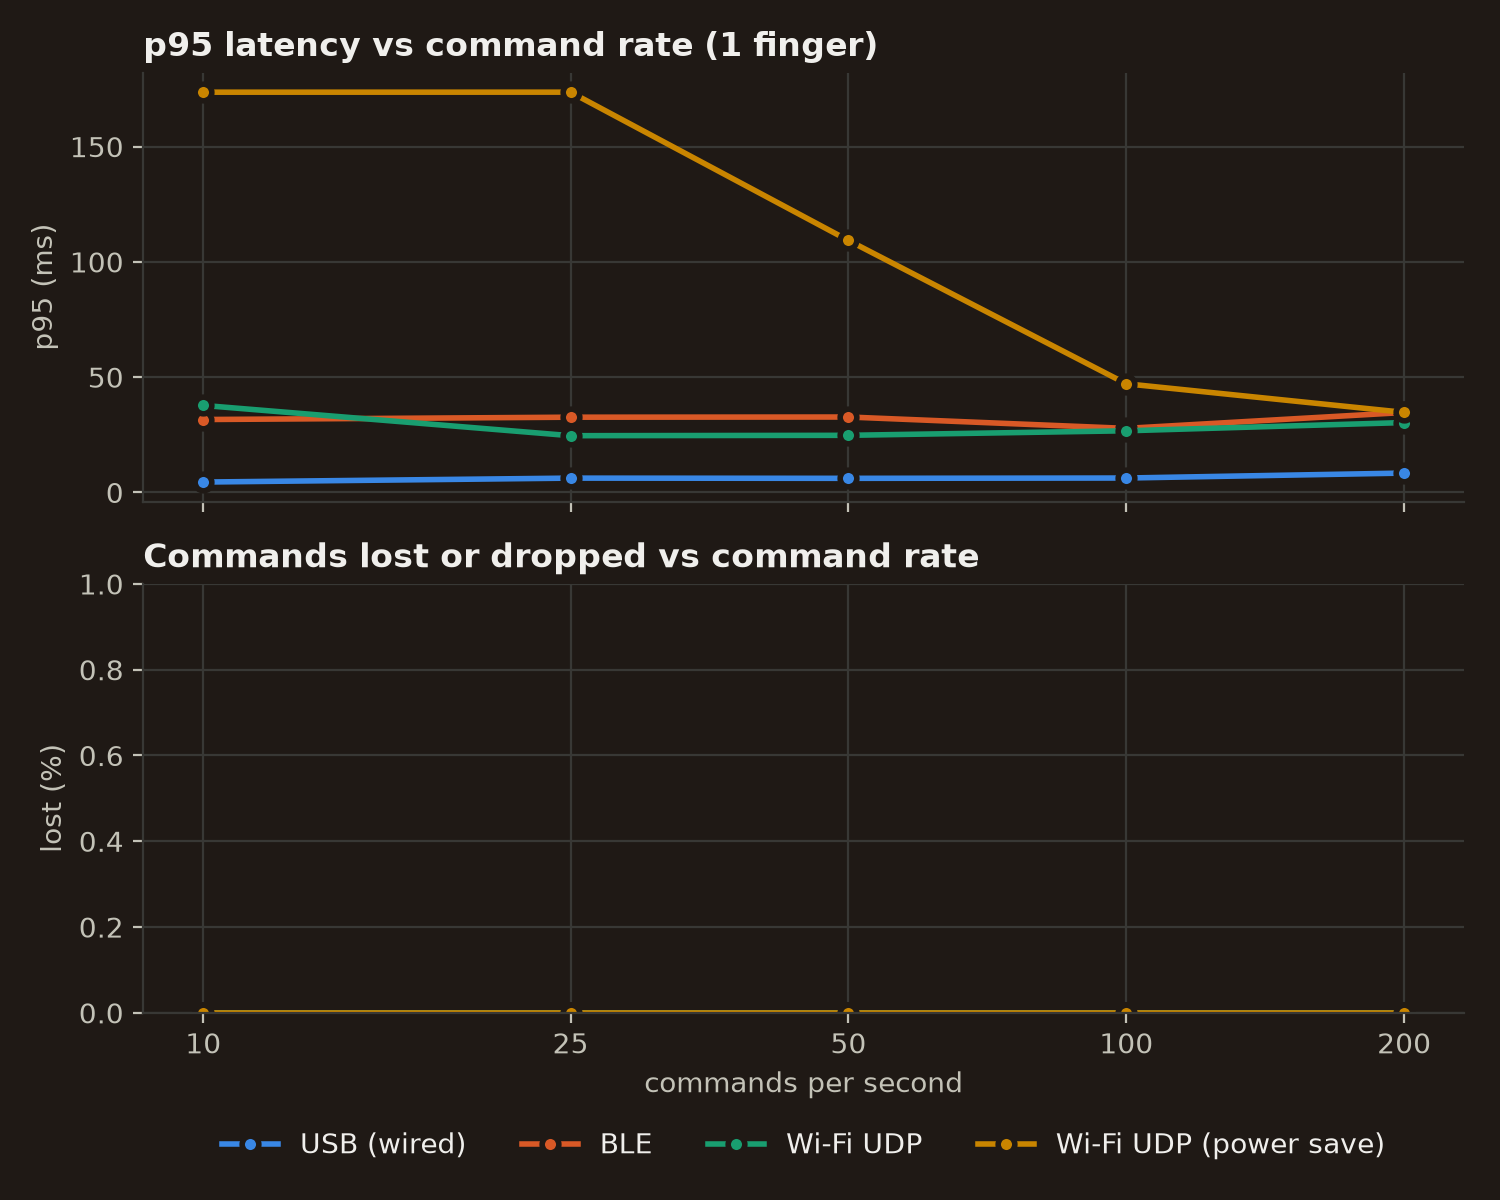 p95 latency vs command rate (1 finger)
150
100
50
0
p95 (ms)
Commands lost or dropped vs command rate
1.0
0.8
0.6
0.4
0.2
0.0
lost (%)
10 25 50 100 200
commands per second
USB (wired) BLE Wi-Fi UDP Wi-Fi UDP (power save)